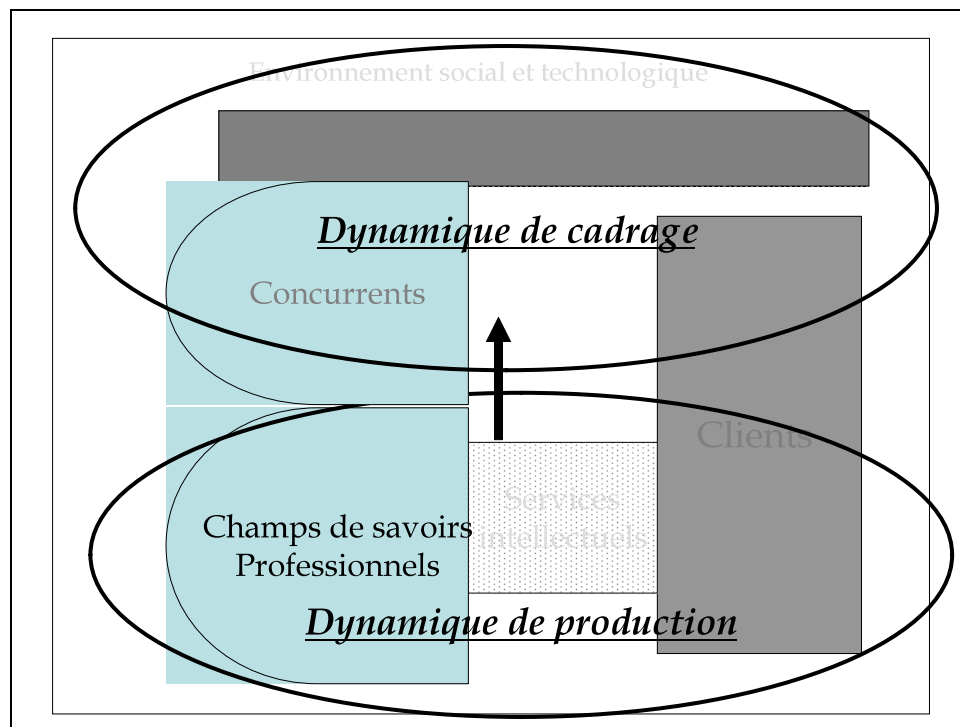 Environnement social et technologique
Dynamique de cadrage
Concurrents
Clients
Services
intellectuels
Champs de savoirs
Professionnels
Dynamique de production